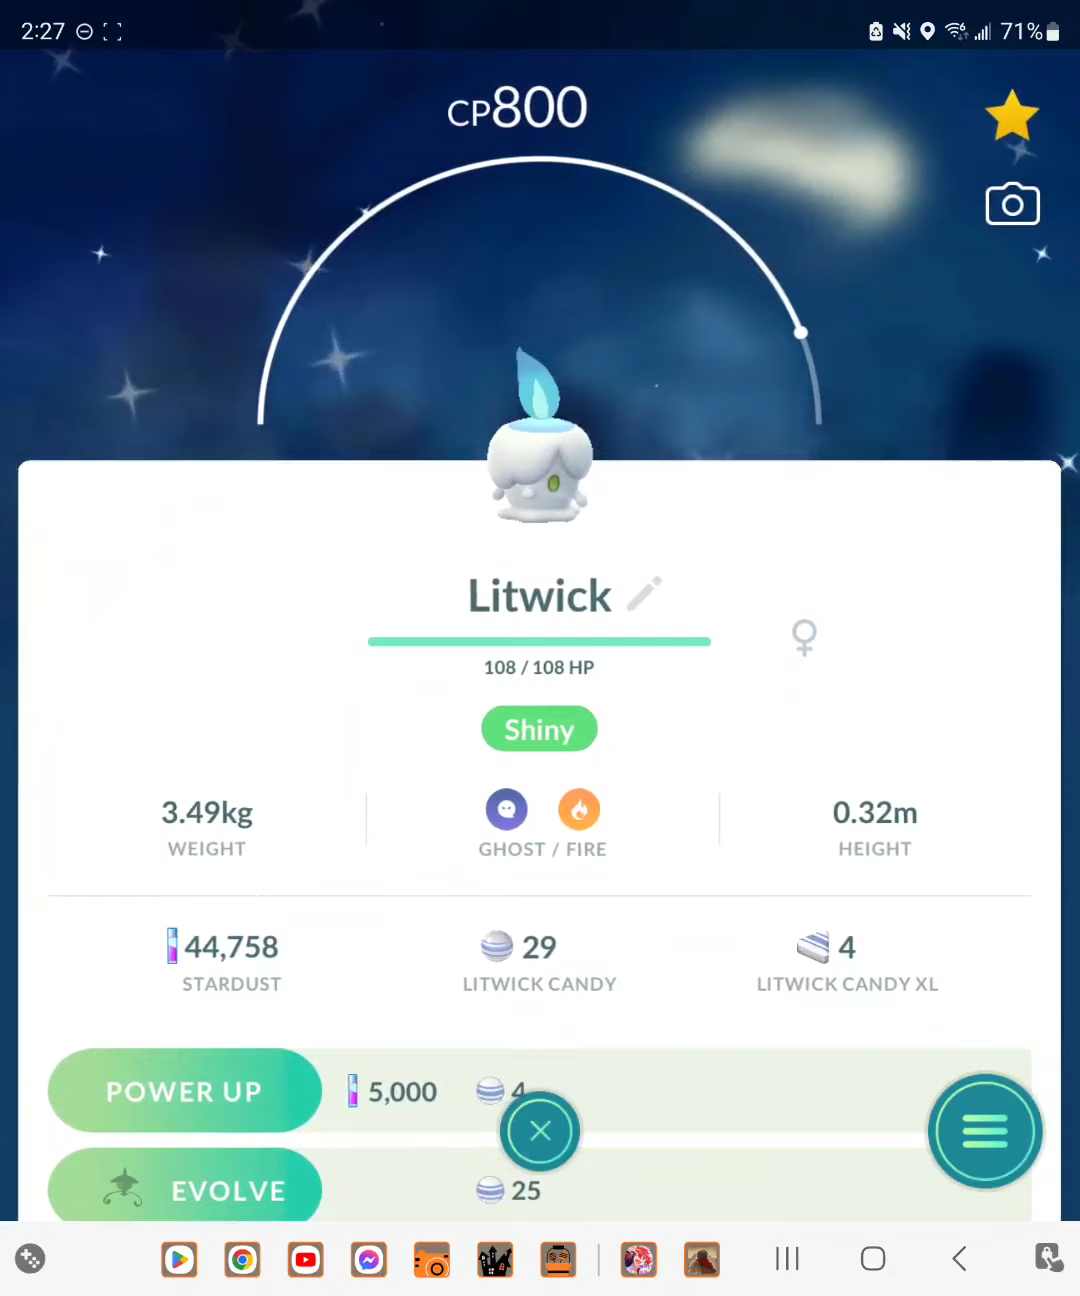 2:27
71%
CP800
Litwick
108 / 108 HP
Shiny
3.49kg
WEIGHT
GHOST / FIRE
0.32m
HEIGHT
44,758
STARDUST
29
LITWICK CANDY
4
LITWICK CANDY XL
POWER UP 5,000 4
EVOLVE 25